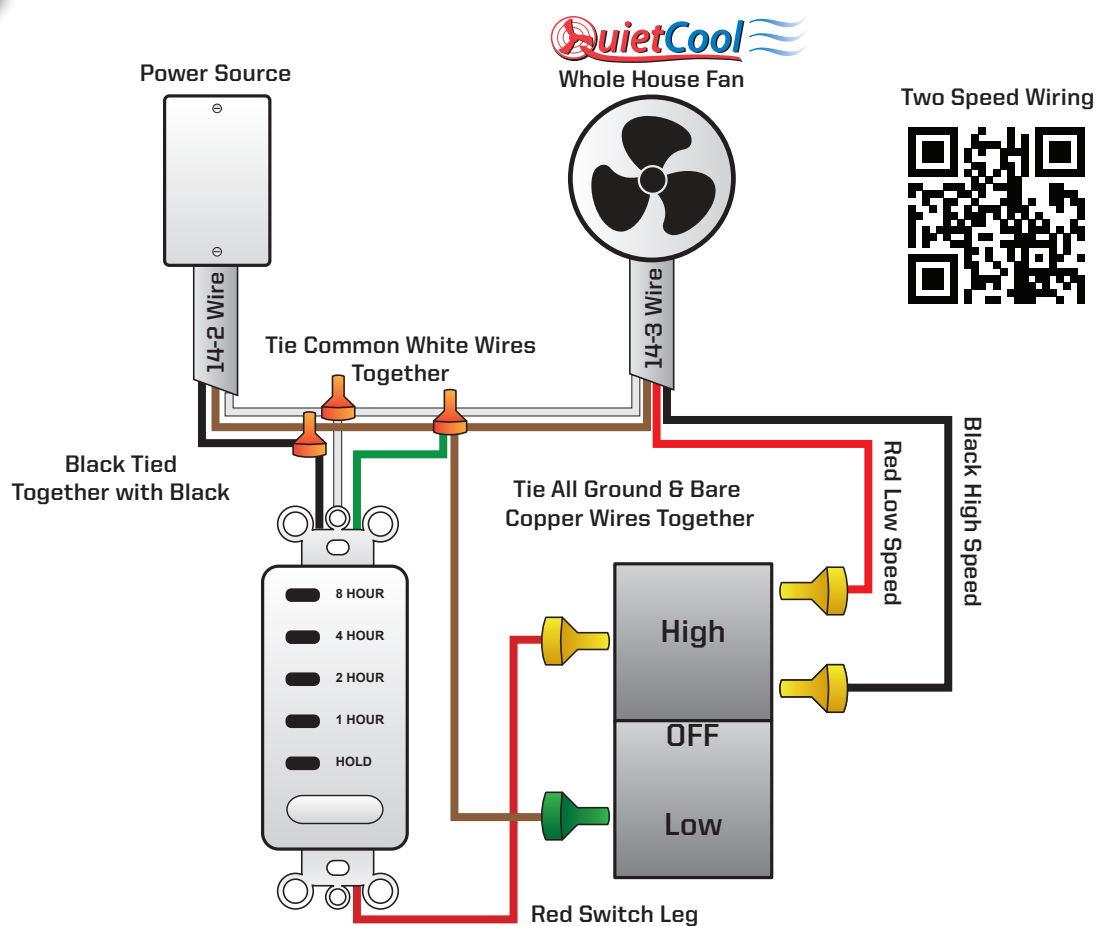 QuietCool
Power Source
Whole House Fan
Two Speed Wiring
14-2 Wire
14-3 Wire
Tie Common White Wires
Together
Black Tied
Together with Black
Tie All Ground & Bare
Copper Wires Together
Red Low Speed
Black High Speed
8 HOUR
4 HOUR
2 HOUR
1 HOUR
HOLD
High
OFF
Low
Red Switch Leg